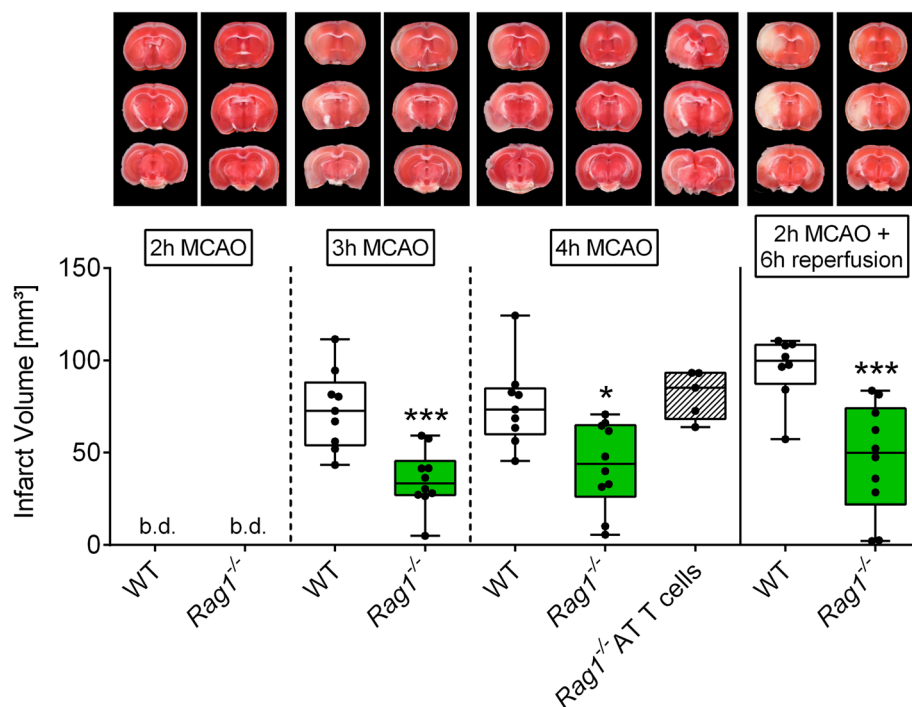 2h MCAO
3h MCAO
4h MCAO
2h MCAO +
6h reperfusion
Infarct Volume [mm³]
150
100
50
0
b.d.
b.d.
***
*
***
WT
Rag1⁻/⁻
WT
Rag1⁻/⁻
WT
Rag1⁻/⁻
Rag1⁻/⁻ AT T cells
WT
Rag1⁻/⁻